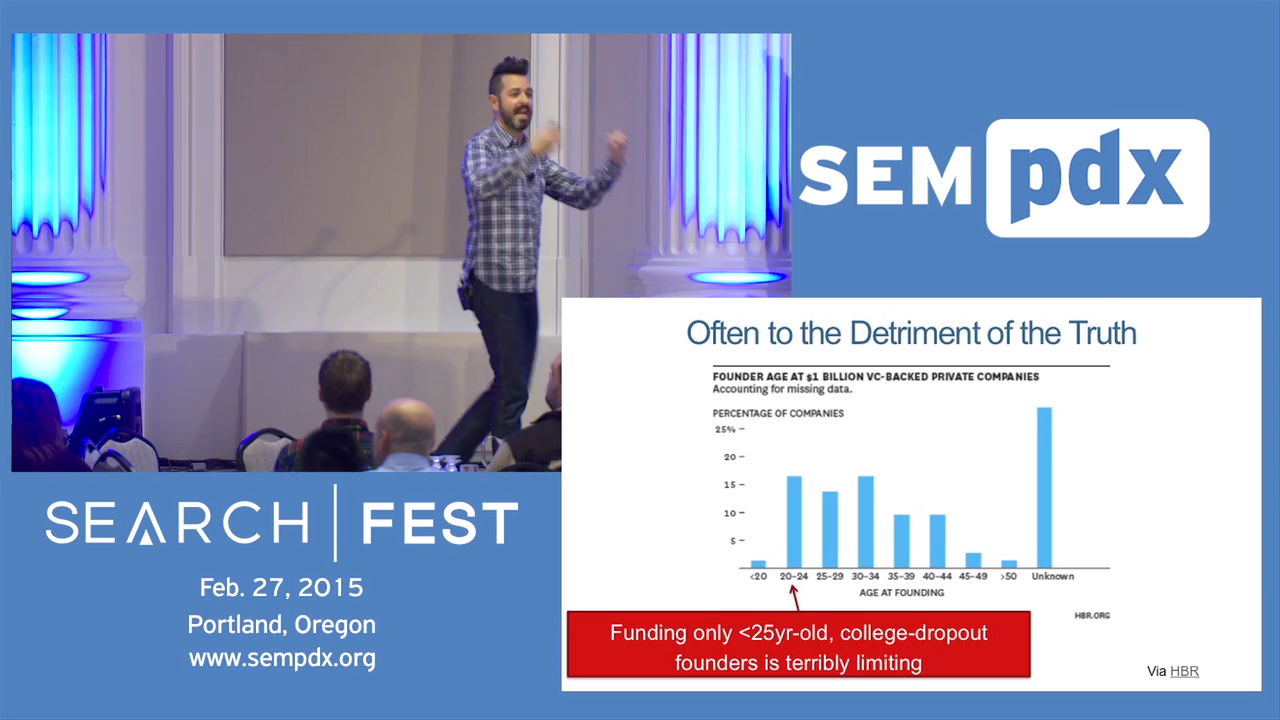 SEMpdx
Often to the Detriment of the Truth
FOUNDER AGE AT $1 BILLION VC-BACKED PRIVATE COMPANIES
Accounting for missing data.
PERCENTAGE OF COMPANIES
25%
20
15
10
5
<20 20–24 25–29 30–34 35–39 40–44 45–49 >50 Unknown
AGE AT FOUNDING
HBR.ORG
Funding only <25yr-old, college-dropout
founders is terribly limiting
Via HBR
SEARCH | FEST
Feb. 27, 2015
Portland, Oregon
www.sempdx.org